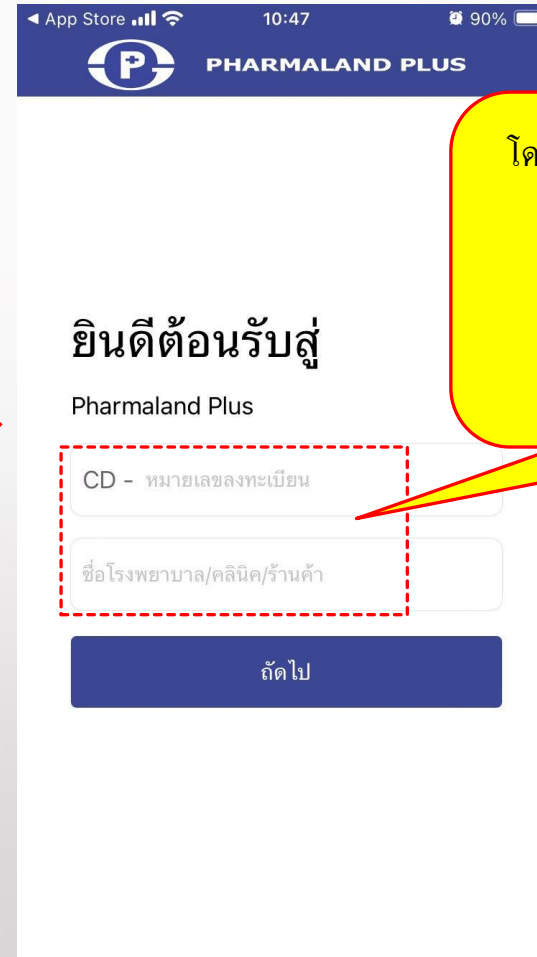 App Store 10:47 90%
PHARMALAND PLUS
โด
ยินดีต้อนรับสู่
Pharmaland Plus
CD - หมายเลขลงทะเบียน
ชื่อโรงพยาบาล/คลินิค/ร้านค้า
ถัดไป